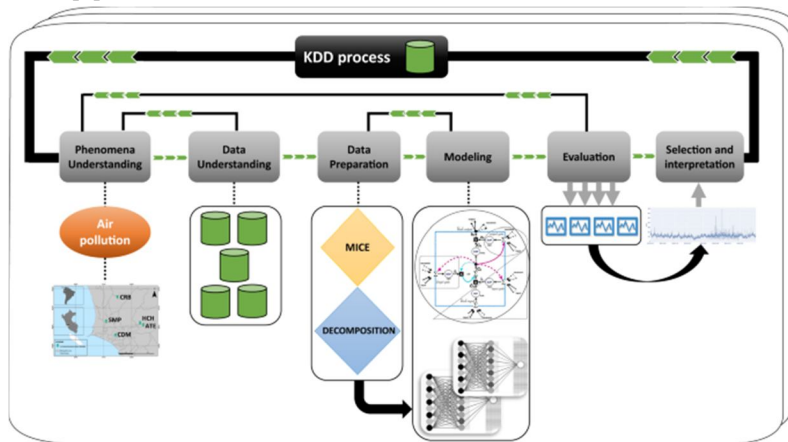 KDD process
Phenomena
Understanding
Data
Understanding
Data
Preparation
Modeling
Evaluation
Selection and
interpretation
Air
pollution
MICE
DECOMPOSITION
CRB
SMP
HCH
ATE
CDM